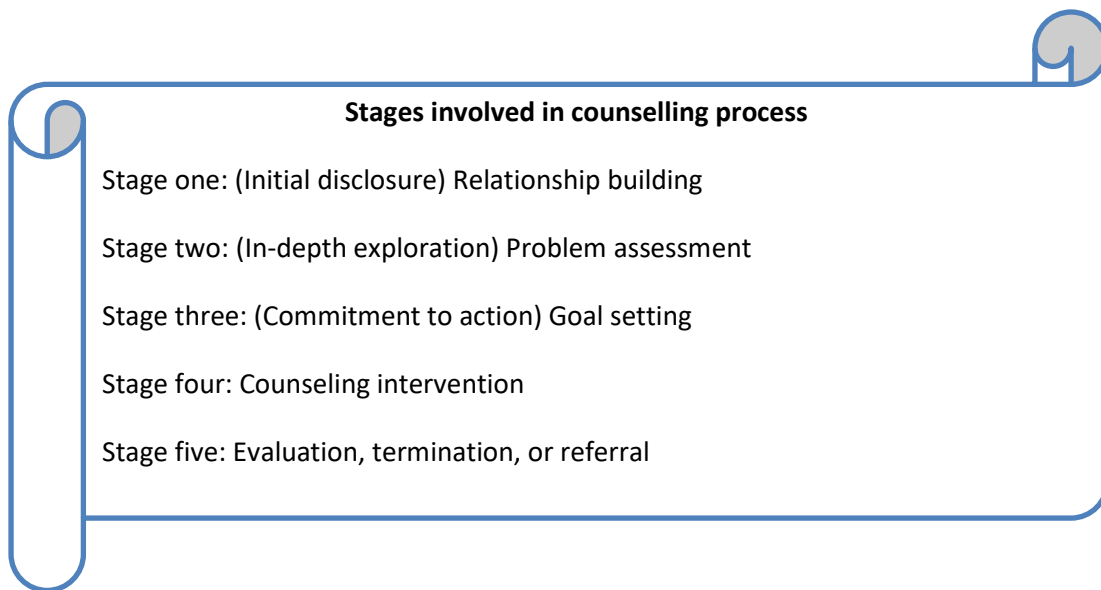 Stages involved in counselling process
Stage one: (Initial disclosure) Relationship building
Stage two: (In-depth exploration) Problem assessment
Stage three: (Commitment to action) Goal setting
Stage four: Counseling intervention
Stage five: Evaluation, termination, or referral